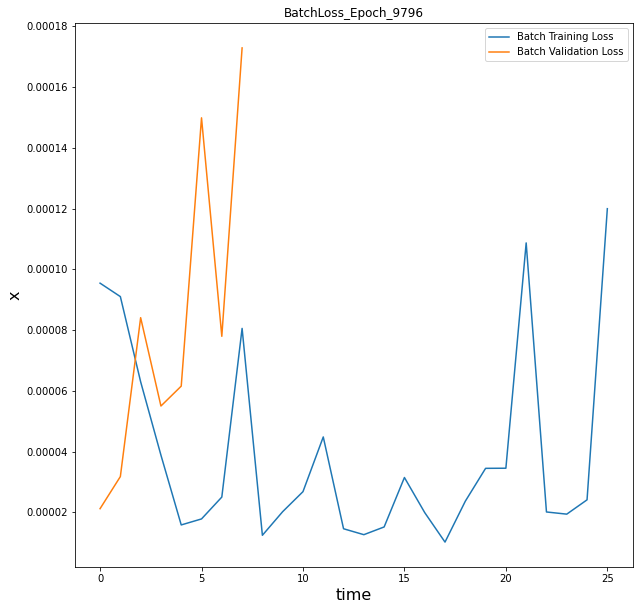 BatchLoss_Epoch_9796
Batch Training Loss
Batch Validation Loss
0.00018
0.00016
0.00014
0.00012
0.00010
0.00008
0.00006
0.00004
0.00002
x
0 5 10 15 20 25
time